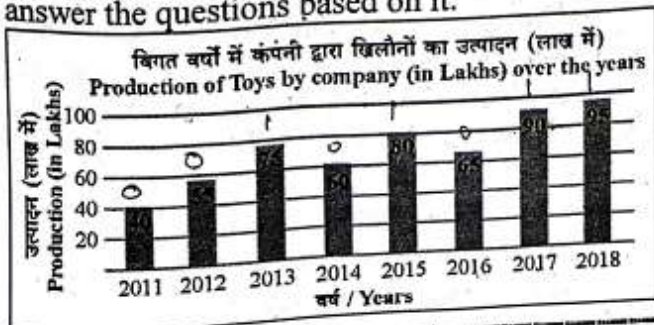 answer the questions based on it.
विगत वर्षों में कंपनी द्वारा खिलौनों का उत्पादन (लाख में)
Production of Toys by company (in Lakhs) over the years
उत्पादन (लाख में)
Production (in Lakhs)
100
80
60
40
20
40
55
75
60
80
65
90
95
2011 2012 2013 2014 2015 2016 2017 2018
वर्ष / Years